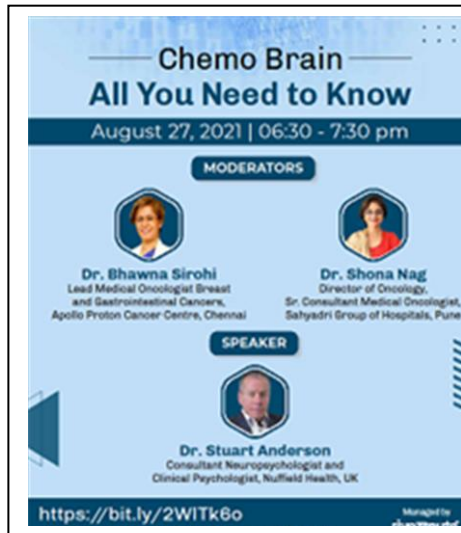 Chemo Brain
All You Need to Know
August 27, 2021 | 06:30 - 7:30 pm
MODERATORS
Dr. Bhawna Sirohi
Lead Medical Oncologist Breast
and Gastrointestinal Cancers,
Apollo Proton Cancer Centre, Chennai
Dr. Shona Nag
Director of Oncology,
Sr. Consultant Medical Oncologist,
Sahyadri Group of Hospitals, Pune
SPEAKER
Dr. Stuart Anderson
Consultant Neuropsychologist and
Clinical Psychologist, Nuffield Health, UK
https://bit.ly/2WITk6o
Managed by